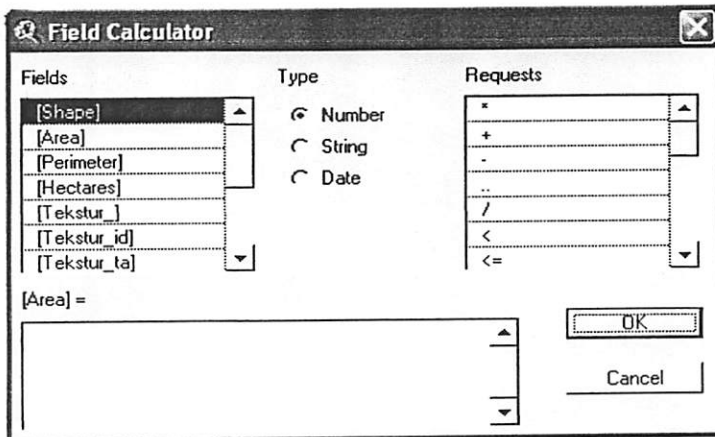 Field Calculator
Fields
Type
Requests
[Shape]
[Area]
[Perimeter]
[Hectares]
[Tekstur_]
[Tekstur_id]
[Tekstur_ta]
Number
String
Date
*
+
-
..
/
<
<=
[Area] =
OK
Cancel